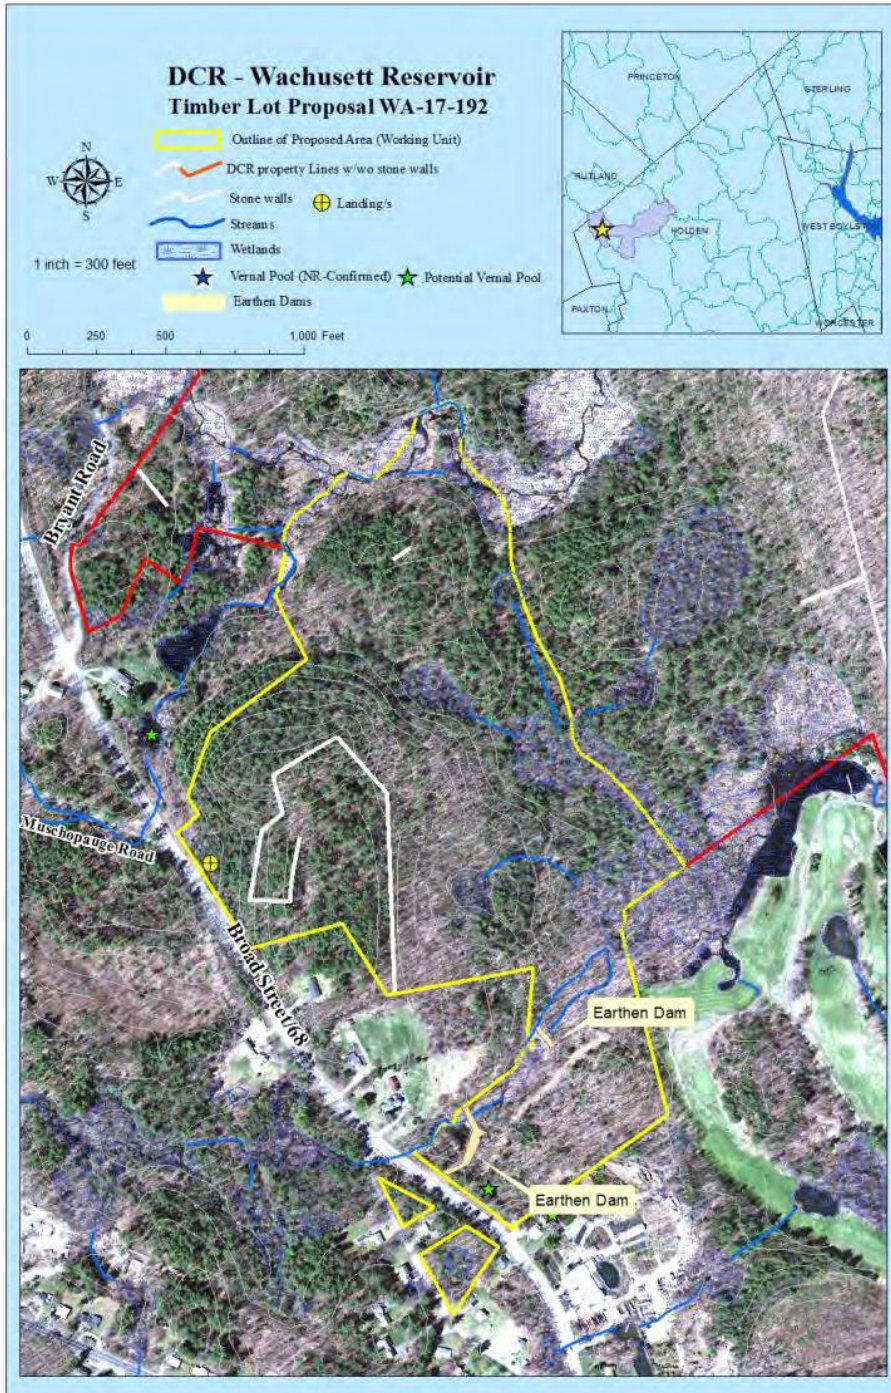 DCR - Wachusett Reservoir
Timber Lot Proposal WA-17-192
Outline of Proposed Area (Working Unit)
DCR property Lines w/wo stone walls
Stone walls
Landing/s
Streams
Wetlands
Vernal Pool (NR-Confirmed)
Potential Vernal Pool
Earthen Dams
N
W
E
S
1 inch = 300 feet
0 250 500 1,000 Feet
PRINCETON
STERLING
RUTLAND
HOLDEN
WEST BOYLST
PAXTON
WORCESTER
Bryant Road
Muschopauge Road
Broad Street/68
Earthen Dam
Earthen Dam